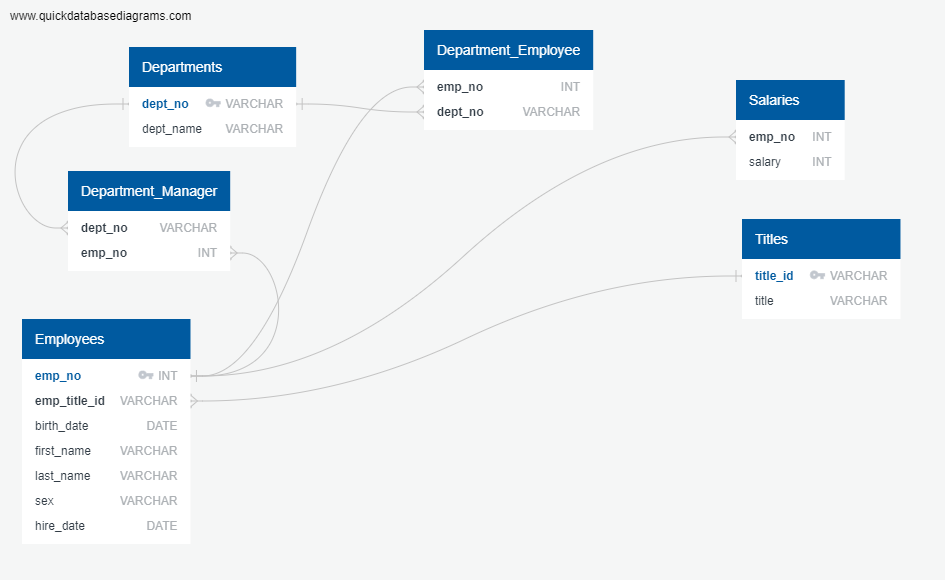 www.quickdatabasediagrams.com
Departments
dept_no VARCHAR
dept_name VARCHAR
Department_Employee
emp_no INT
dept_no VARCHAR
Salaries
emp_no INT
salary INT
Department_Manager
dept_no VARCHAR
emp_no INT
Titles
title_id VARCHAR
title VARCHAR
Employees
emp_no INT
emp_title_id VARCHAR
birth_date DATE
first_name VARCHAR
last_name VARCHAR
sex VARCHAR
hire_date DATE